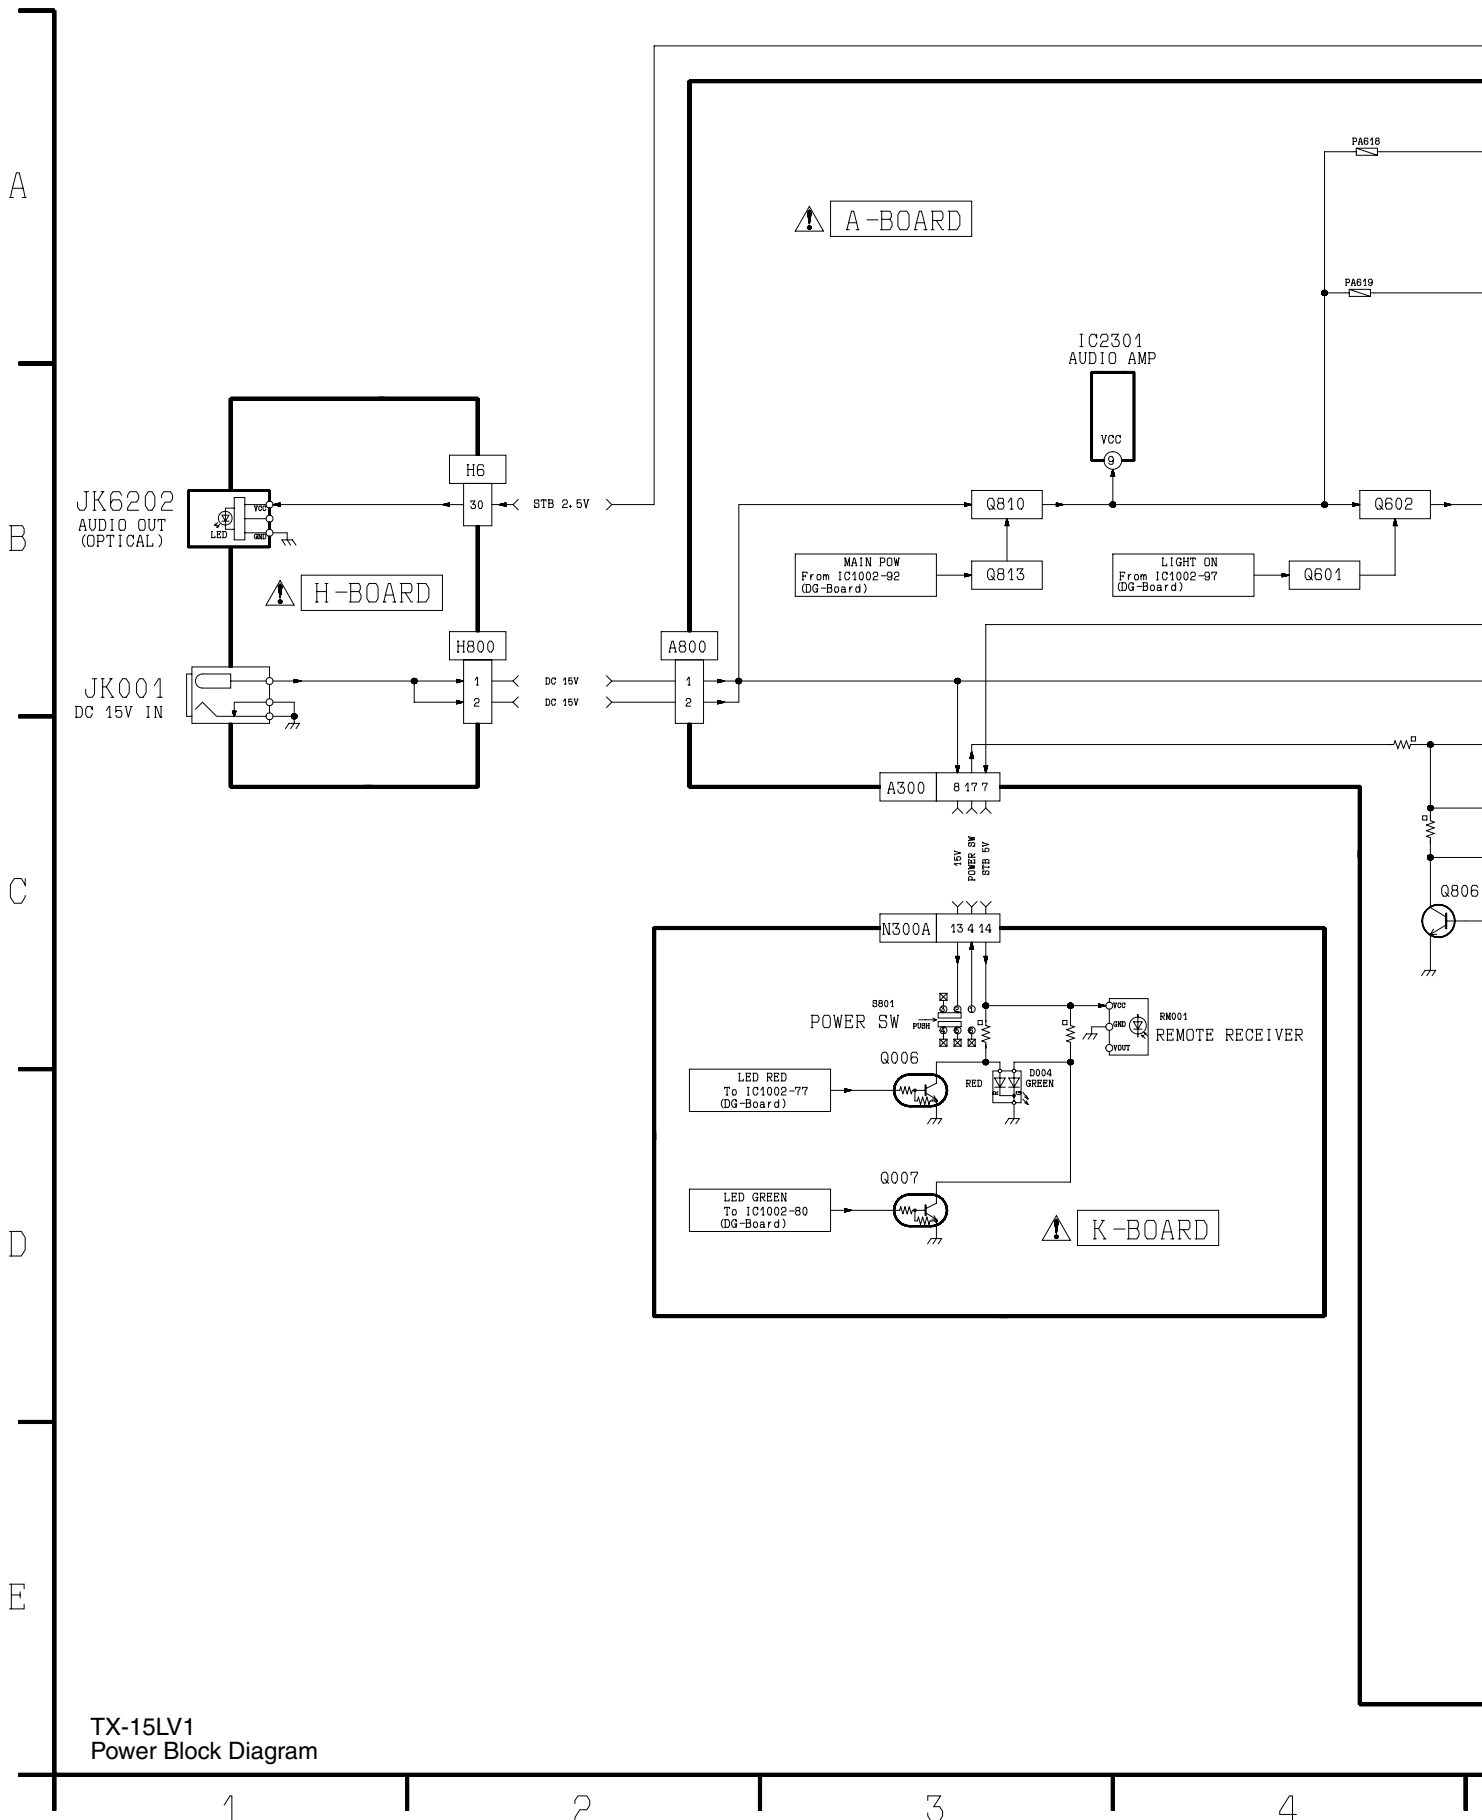 A
PA618
A-BOARD
PA619
IC2301
AUDIO AMP
VCC
9
B
H6
30
STB 2.5V
JK6202
AUDIO OUT
(OPTICAL)
LED
VCC
GND
H-BOARD
Q810
Q602
MAIN POW
From IC1002-92
(DG-Board)
Q813
LIGHT ON
From IC1002-97
(DG-Board)
Q601
H800
1
2
DC 15V
DC 15V
A800
1
2
JK001
DC 15V IN
A300
8 17 7
15V
POWER SW
STB 5V
C
Q806
N300A
13 4 14
S801
POWER SW
PUSH
3 2 1
VCC
GND
VOUT
RM001
REMOTE RECEIVER
Q006
LED RED
To IC1002-77
(DG-Board)
RED
D004
GREEN
Q007
LED GREEN
To IC1002-80
(DG-Board)
K-BOARD
D
E
TX-15LV1
Power Block Diagram
1
2
3
4